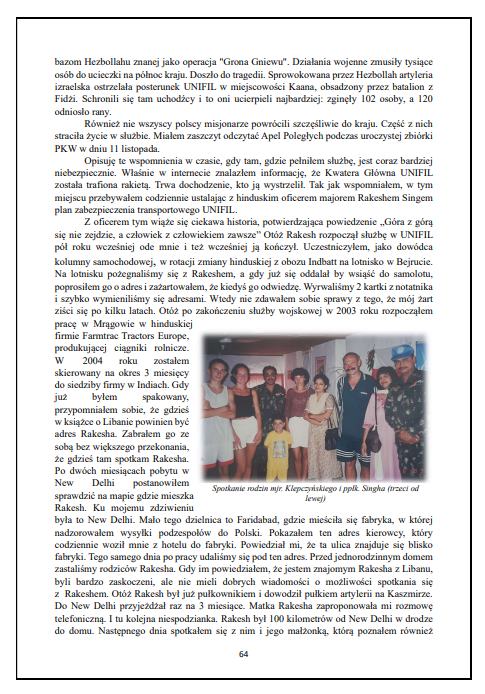 bazom Hezbollahu znanej jako operacja "Grona Gniewu". Działania wojenne zmusiły tysiące
osób do ucieczki na północ kraju. Doszło do tragedii. Sprowokowana przez Hezbollah artyleria
izraelska ostrzelała posterunek UNIFIL w miejscowości Kaana, obsadzony przez batalion z
Fidżi. Schronili się tam uchodźcy i to oni ucierpieli najbardziej: zginęły 102 osoby, a 120
odniosło rany.
Również nie wszyscy polscy misjonarze powrócili szczęśliwie do kraju. Część z nich
straciła życie w służbie. Miałem zaszczyt odczytać Apel Poległych podczas uroczystej zbiórki
PKW w dniu 11 listopada.
Opisuję te wspomnienia w czasie, gdy tam, gdzie pełniłem służbę, jest coraz bardziej
niebezpiecznie. Właśnie w internecie znalazłem informację, że Kwatera Główna UNIFIL
została trafiona rakietą. Trwa dochodzenie, kto ją wystrzelił. Tak jak wspomniałem, w tym
miejscu przebywałem codziennie ustalając z hinduskim oficerem majorem Rakeshem Singem
plan zabezpieczenia transportowego UNIFIL.
Z oficerem tym wiąże się ciekawa historia, potwierdzająca powiedzenie „Góra z górą
się nie zejdzie, a człowiek z człowiekiem zawsze” Otóż Rakesh rozpoczął służbę w UNIFIL
pół roku wcześniej ode mnie i też wcześniej ją kończył. Uczestniczyłem, jako dowódca
kolumny samochodowej, w rotacji zmiany hinduskiej z obozu Indbatt na lotnisko w Bejrucie.
Na lotnisku pożegnaliśmy się z Rakeshem, a gdy już się oddalał by wsiąść do samolotu,
poprosiłem go o adres i zażartowałem, że kiedyś go odwiedzę. Wyrwaliśmy 2 kartki z notatnika
i szybko wymieniliśmy się adresami. Wtedy nie zdawałem sobie sprawy z tego, że mój żart
ziści się po kilku latach. Otóż po zakończeniu służby wojskowej w 2003 roku rozpocząłem
pracę w Mrągowie w hinduskiej
firmie Farmtrac Tractors Europe,
produkującej ciągniki rolnicze.
W 2004 roku zostałem
skierowany na okres 3 miesięcy
do siedziby firmy w Indiach. Gdy
już byłem spakowany,
przypomniałem sobie, że gdzieś
w książce o Libanie powinien być
adres Rakesha. Zabrałem go ze
sobą bez większego przekonania,
że gdzieś tam spotkam Rakesha.
Po dwóch miesiącach pobytu w
New Delhi postanowiłem
sprawdzić na mapie gdzie mieszka
Rakesh. Ku mojemu zdziwieniu
Spotkanie rodzin mjr. Klepczyńskiego i ppłk. Singha (trzeci od
lewej)
była to New Delhi. Mało tego dzielnica to Faridabad, gdzie mieściła się fabryka, w której
nadzorowałem wysyłki podzespołów do Polski. Pokazałem ten adres kierowcy, który
codziennie woził mnie z hotelu do fabryki. Powiedział mi, że ta ulica znajduje się blisko
fabryki. Tego samego dnia po pracy udaliśmy się pod ten adres. Przed jednorodzinnym domem
zastaliśmy rodziców Rakesha. Gdy im powiedziałem, że jestem znajomym Rakesha z Libanu,
byli bardzo zaskoczeni, ale nie mieli dobrych wiadomości o możliwości spotkania się
z Rakeshem. Otóż Rakesh był już pułkownikiem i dowodził pułkiem artylerii na Kaszmirze.
Do New Delhi przyjeżdżał raz na 3 miesiące. Matka Rakesha zaproponowała mi rozmowę
telefoniczną. I tu kolejna niespodzianka. Rakesh był 100 kilometrów od New Delhi w drodze
do domu. Następnego dnia spotkałem się z nim i jego małżonką, którą poznałem również
64